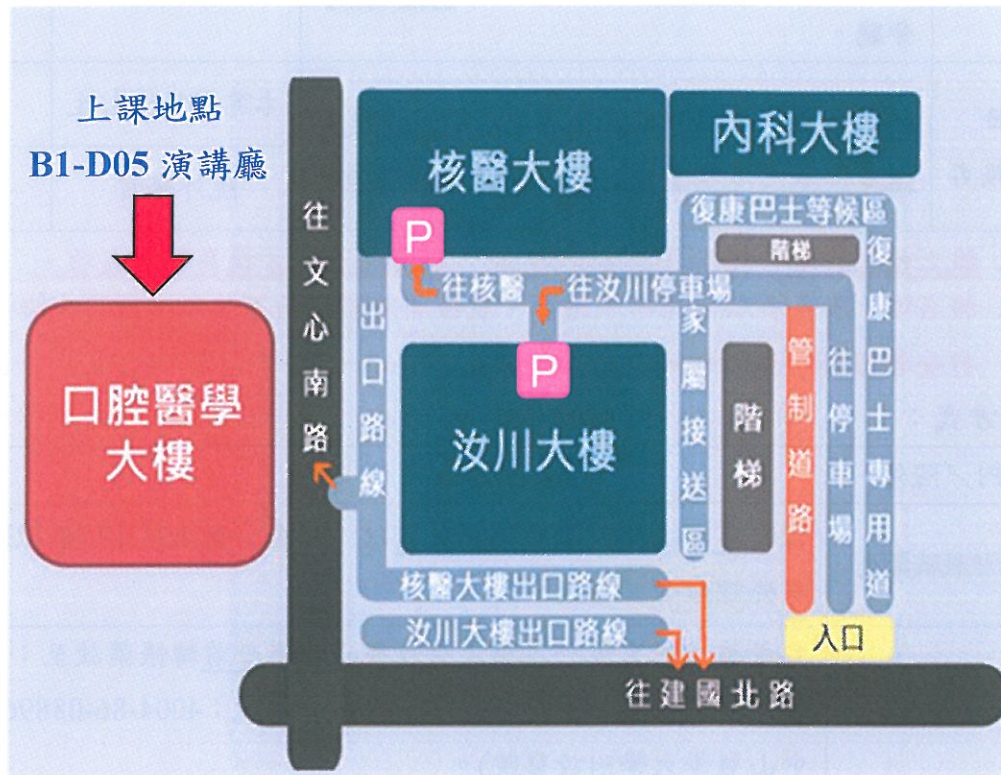 上課地點
B1-D05 演講廳
口腔醫學
大樓
往文心南路
出口路線
核醫大樓
內科大樓
P
往核醫
往汝川停車場
P
汝川大樓
復康巴士等候區
階梯
家屬接送區
階梯
管制道路
往停車場
復康巴士專用道
核醫大樓出口路線
汝川大樓出口路線
入口
往建國北路